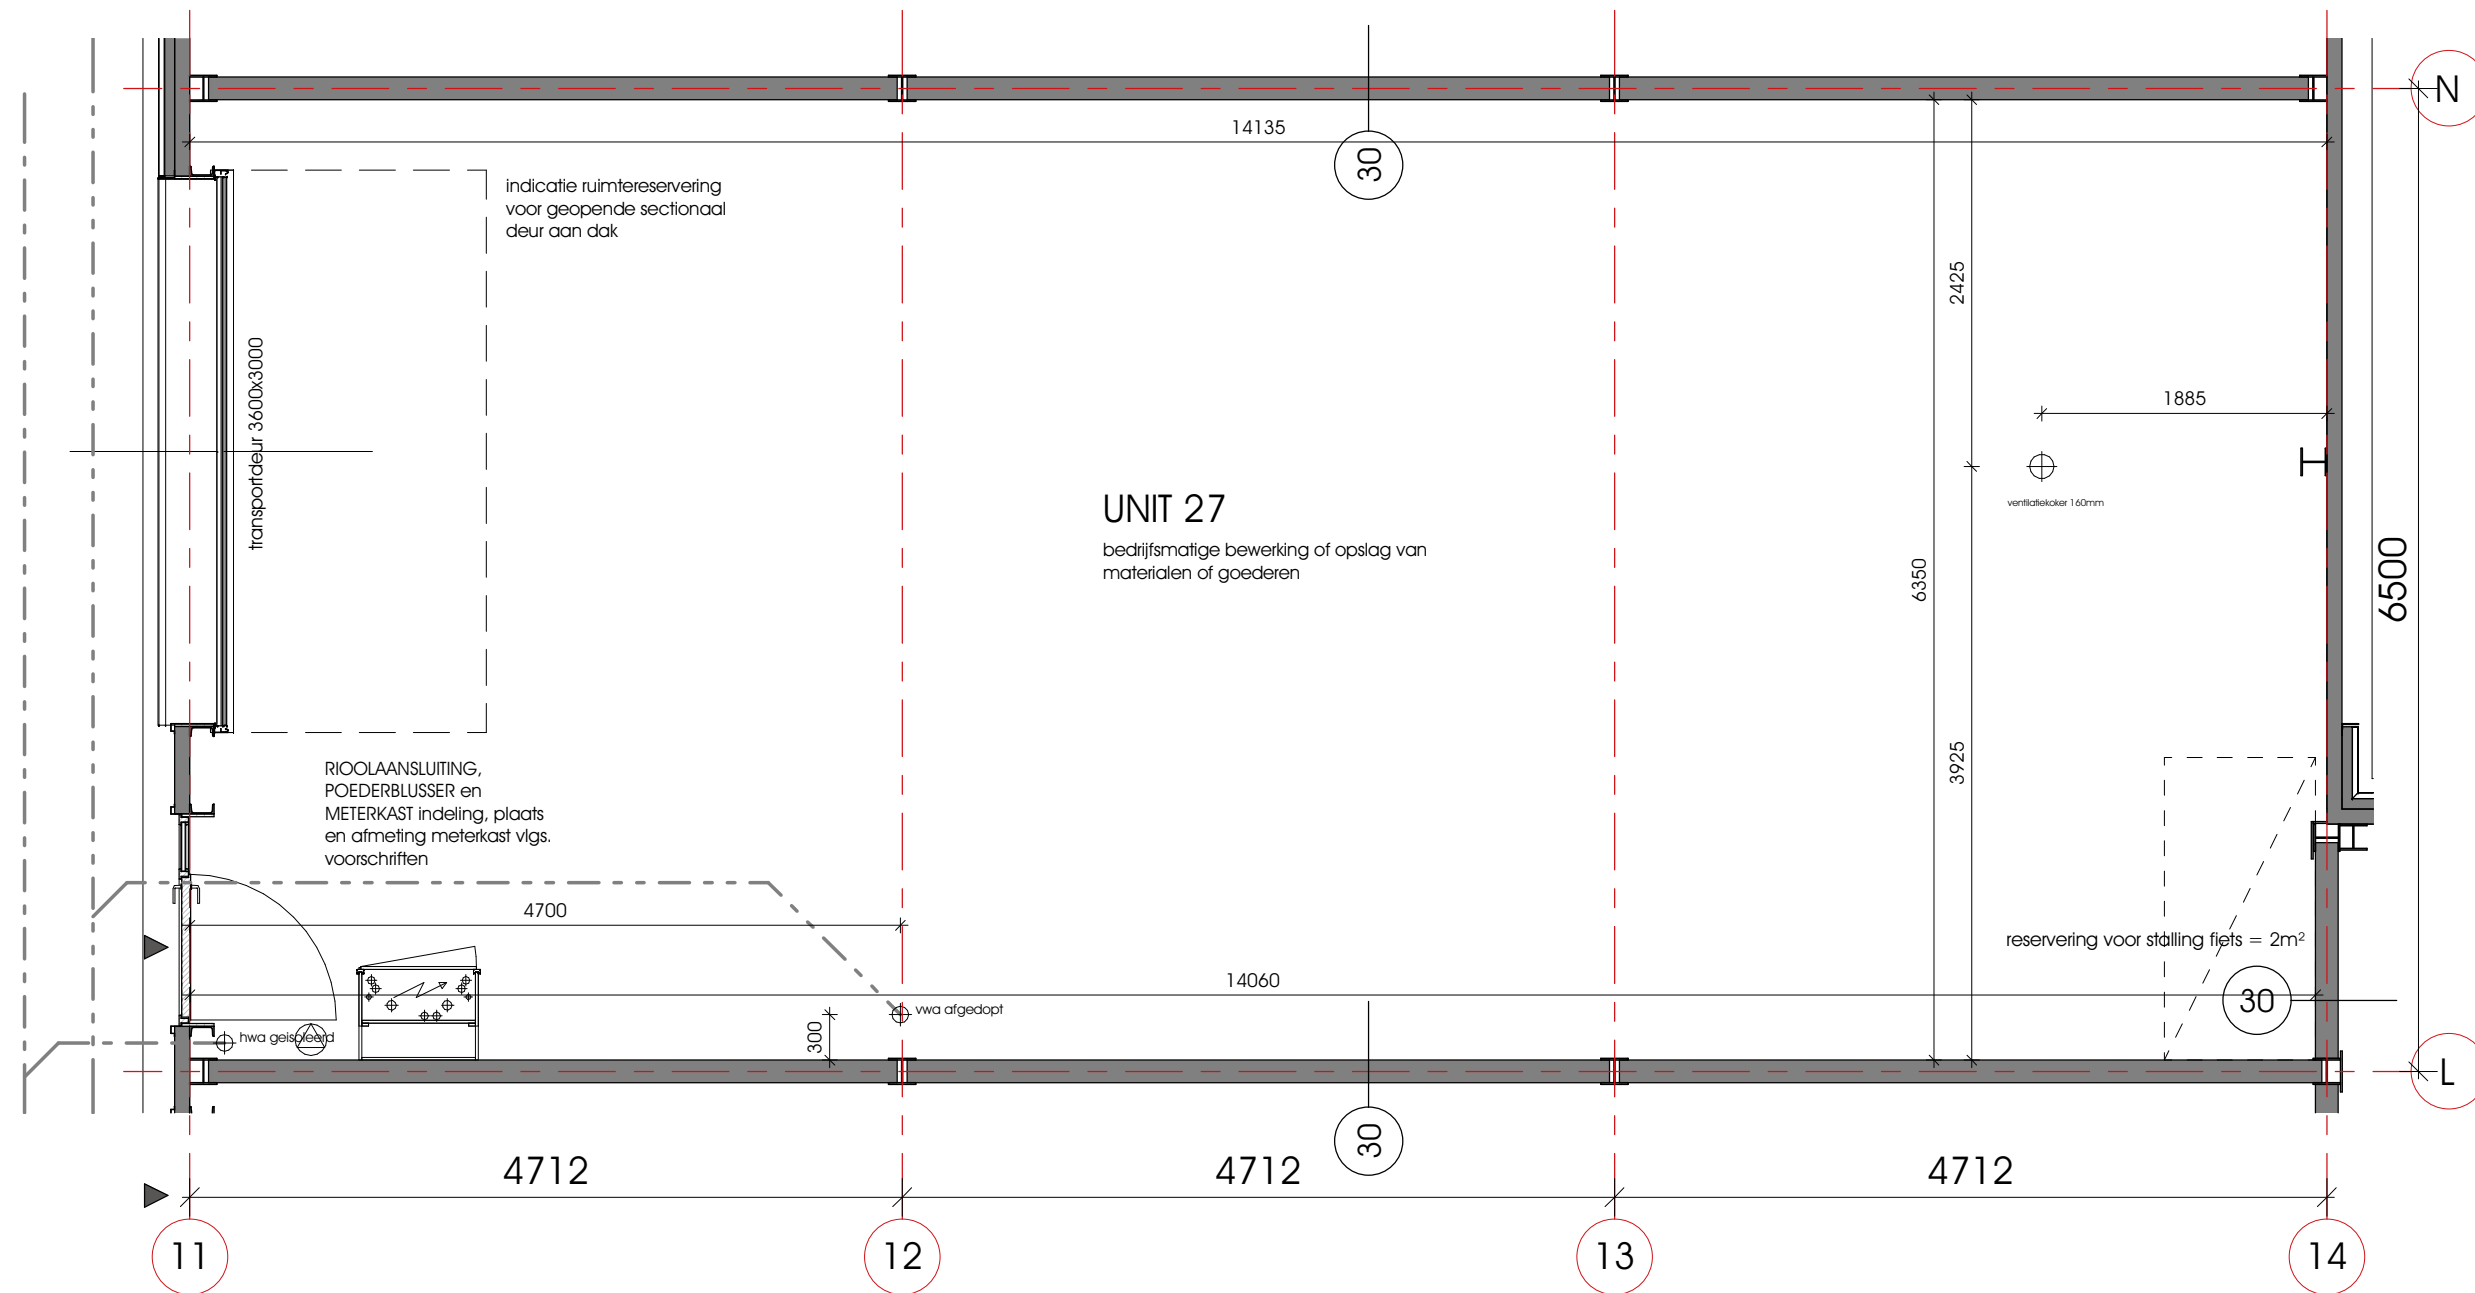 N
14135
30
indicatie ruimtereservering
voor geopende sectionaal
deur aan dak
2425
transportdeur 3600x3000
1885
ventilatiekoker 160mm
UNIT 27
bedrijfsmatige bewerking of opslag van
materialen of goederen
6350
6500
3925
RIOOLAANSLUITING,
POEDERBLUSSER en
METERKAST indeling, plaats
en afmeting meterkast vlgs.
voorschriften
4700
reservering voor stalling fiets = 2m²
14060
30
vwa afgedopt
300
hwa geisoleerd
L
30
4712
4712
4712
11
12
13
14